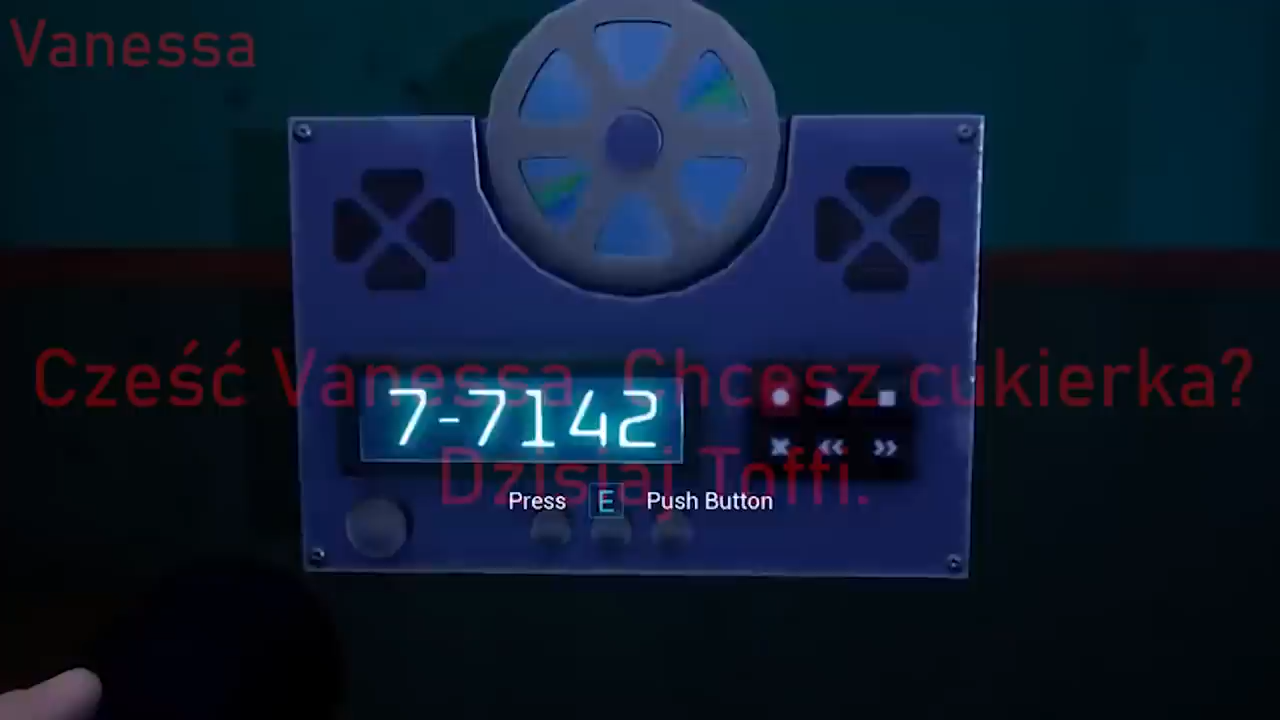 Vanessa
Cześć Vanessa. Chcesz cukierka?
Dzisiaj Toffi.
7-7142
Press E Push Button